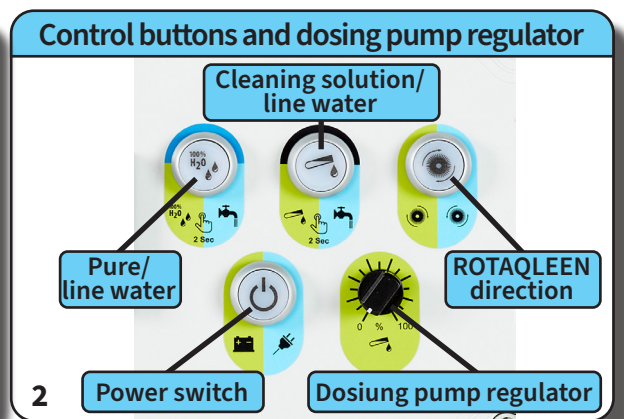 Control buttons and dosing pump regulator
Cleaning solution/
line water
100%
H2O
100%
H2O
2 Sec
2 Sec
Pure/
line water
ROTAQLEEN
direction
0 % 100
2
Power switch
Dosiung pump regulator